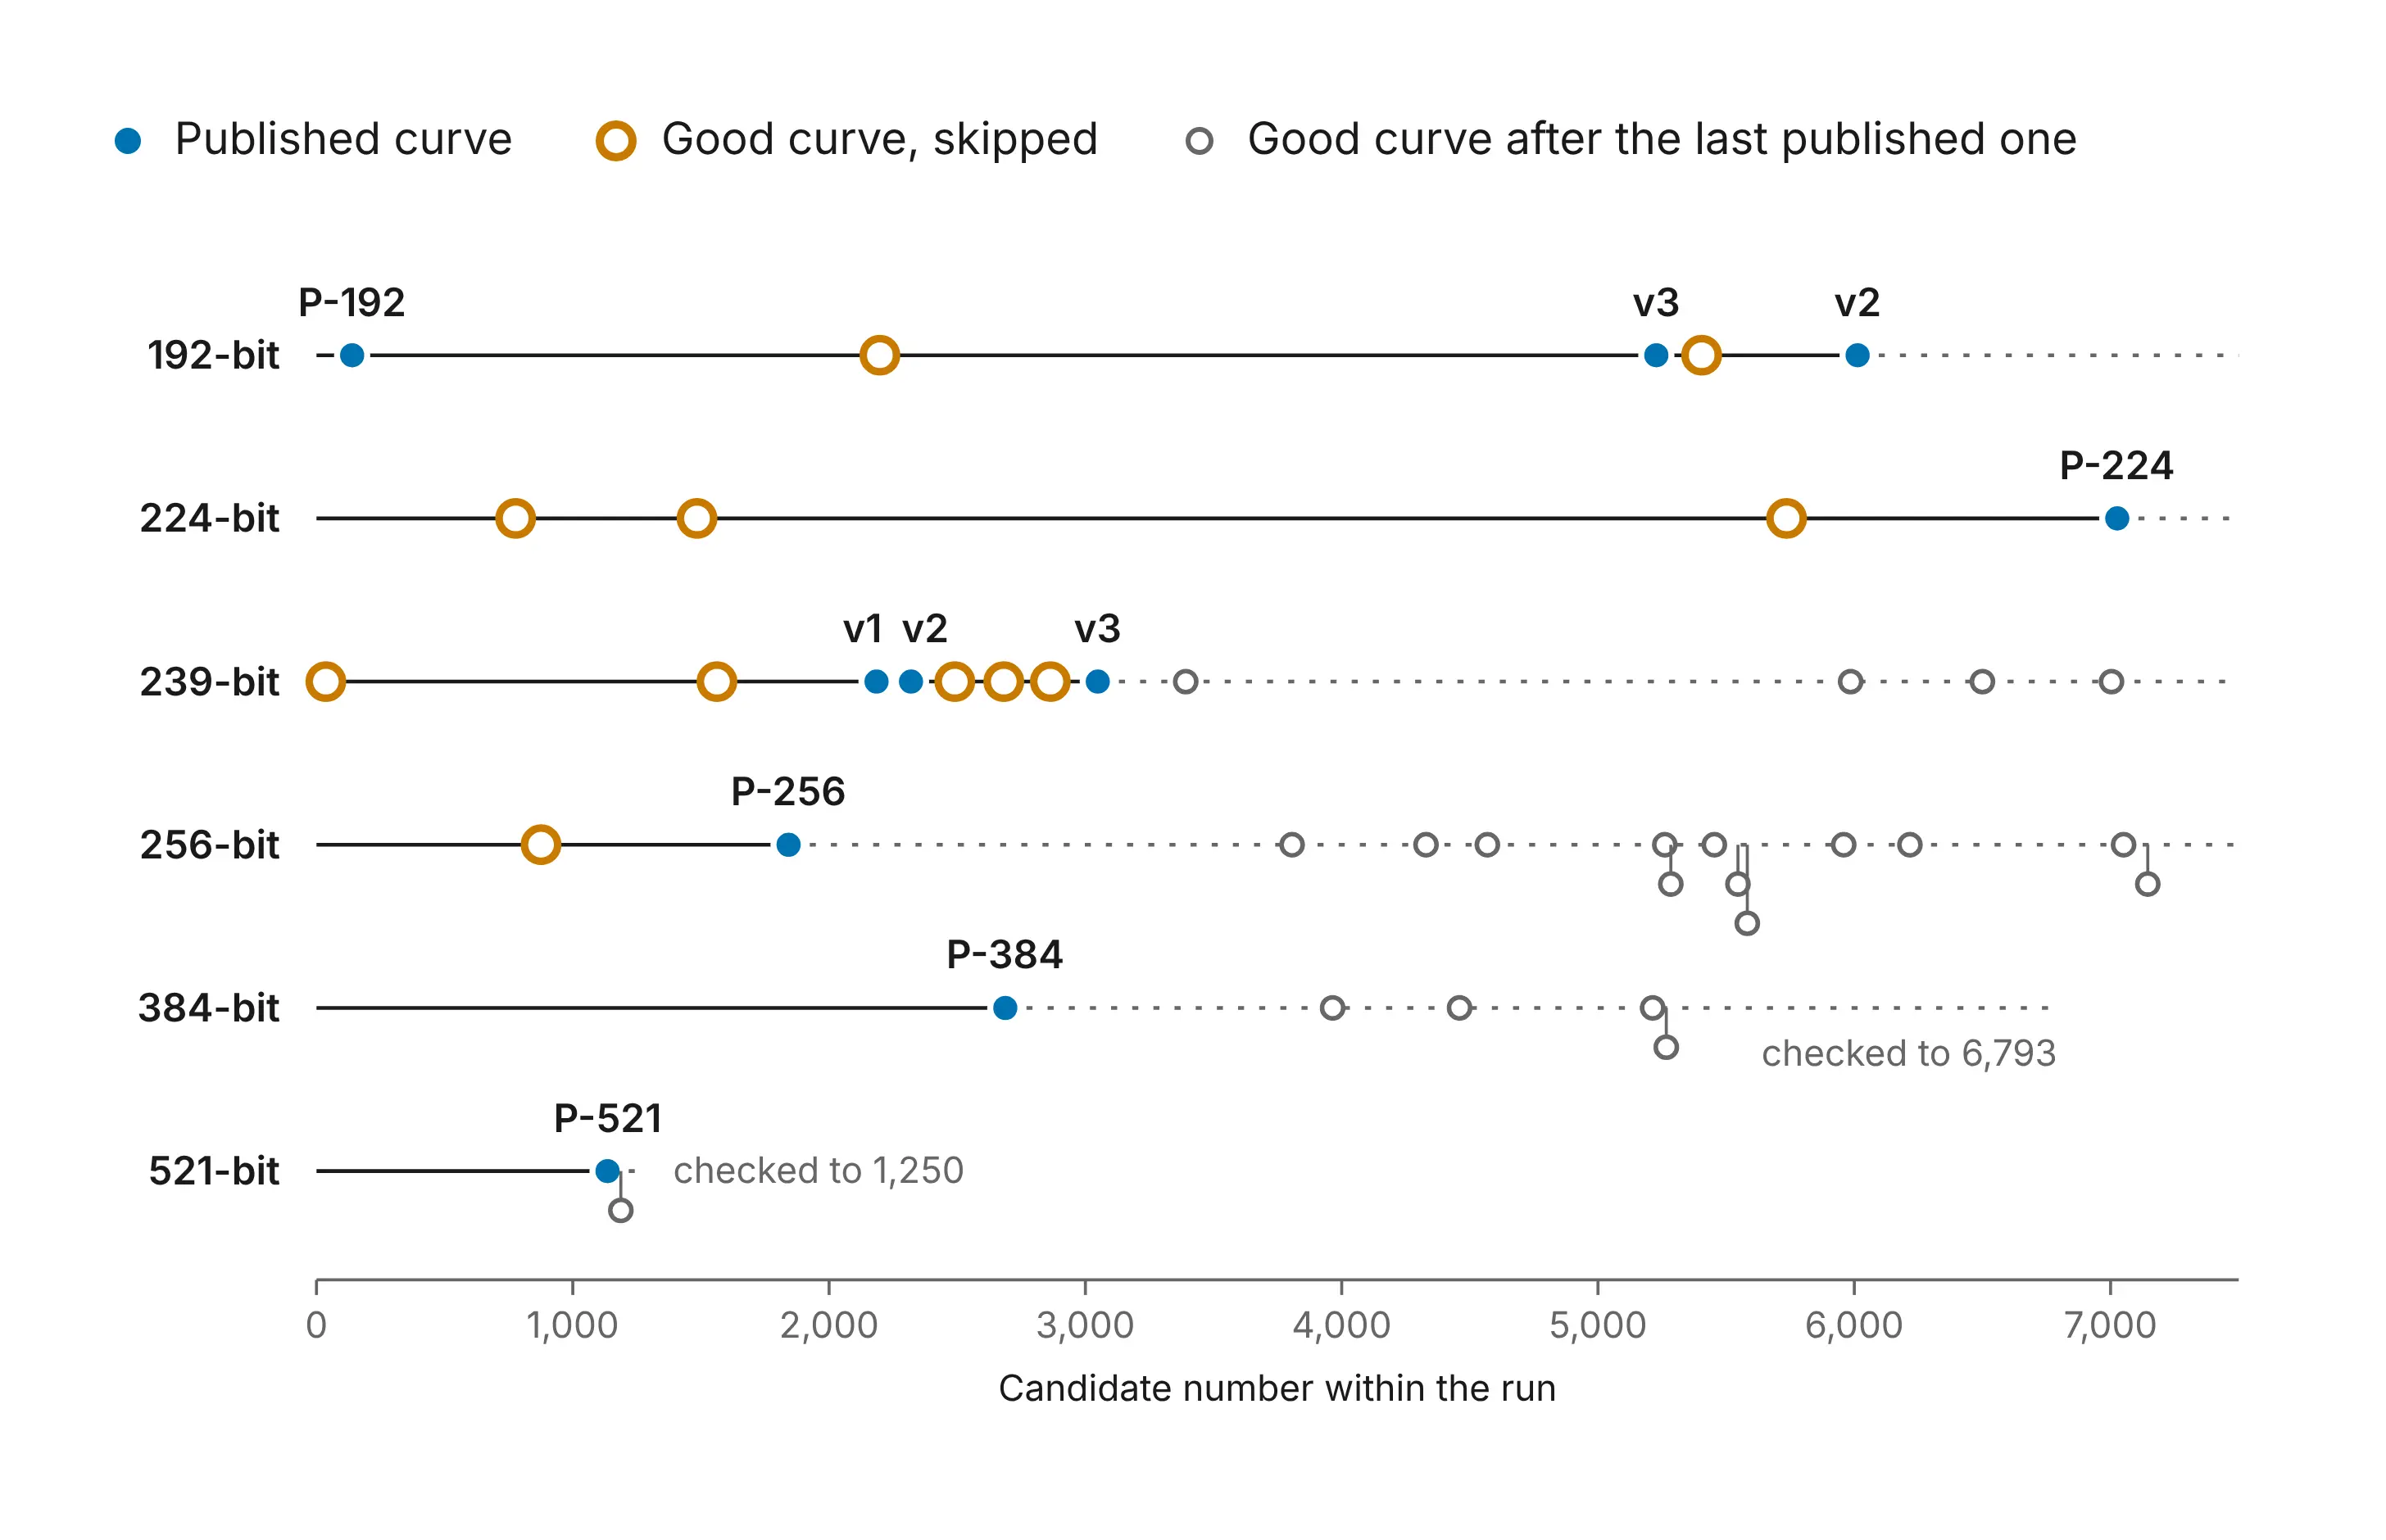 Published curve
Good curve, skipped
Good curve after the last published one
P-192
v3
v2
192-bit
P-224
224-bit
v1
v2
v3
239-bit
P-256
256-bit
P-384
384-bit
checked to 6,793
P-521
521-bit
checked to 1,250
0
1,000
2,000
3,000
4,000
5,000
6,000
7,000
Candidate number within the run